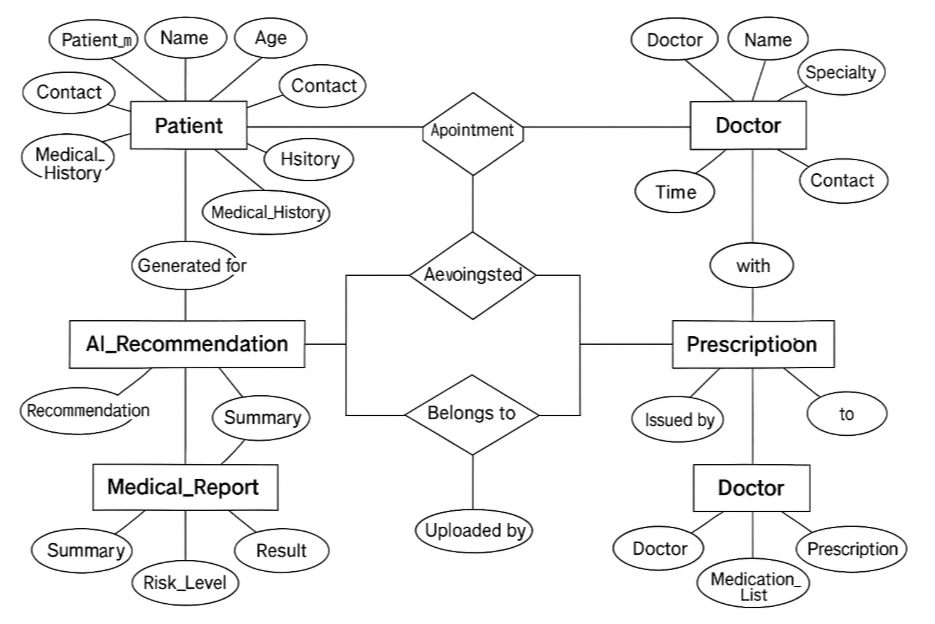 Patient_m
Name
Age
Doctor
Name
Contact
Contact
Specialty
Patient
Apointment
Doctor
Medical_
History
Hsitory
Time
Contact
Medical_History
Generated for
Aevoingsted
with
AI_Recommendation
Prescriptioon
Recommendation
Summary
Belongs to
Issued by
to
Medical_Report
Doctor
Uploaded by
Summary
Result
Doctor
Prescription
Risk_Level
Medication_
List